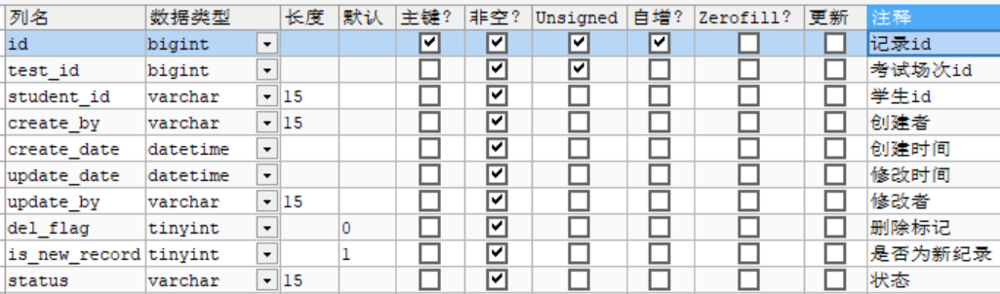 列名 数据类型 长度 默认 主键? 非空? Unsigned 自增? Zerofill? 更新 注释
id bigint 记录id
test_id bigint 考试场次id
student_id varchar 15 学生id
create_by varchar 15 创建者
create_date datetime 创建时间
update_date datetime 修改时间
update_by varchar 15 修改者
del_flag tinyint 0 删除标记
is_new_record tinyint 1 是否为新纪录
status varchar 15 状态